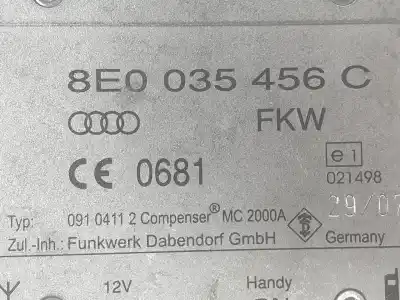 8E0 035 456 C
FKW
CE 0681
e1
021498
29/07
Typ: 091 0411 2 Compenser® MC 2000A
Zul.-Inh.: Funkwerk Dabendorf GmbH Germany
12V Handy